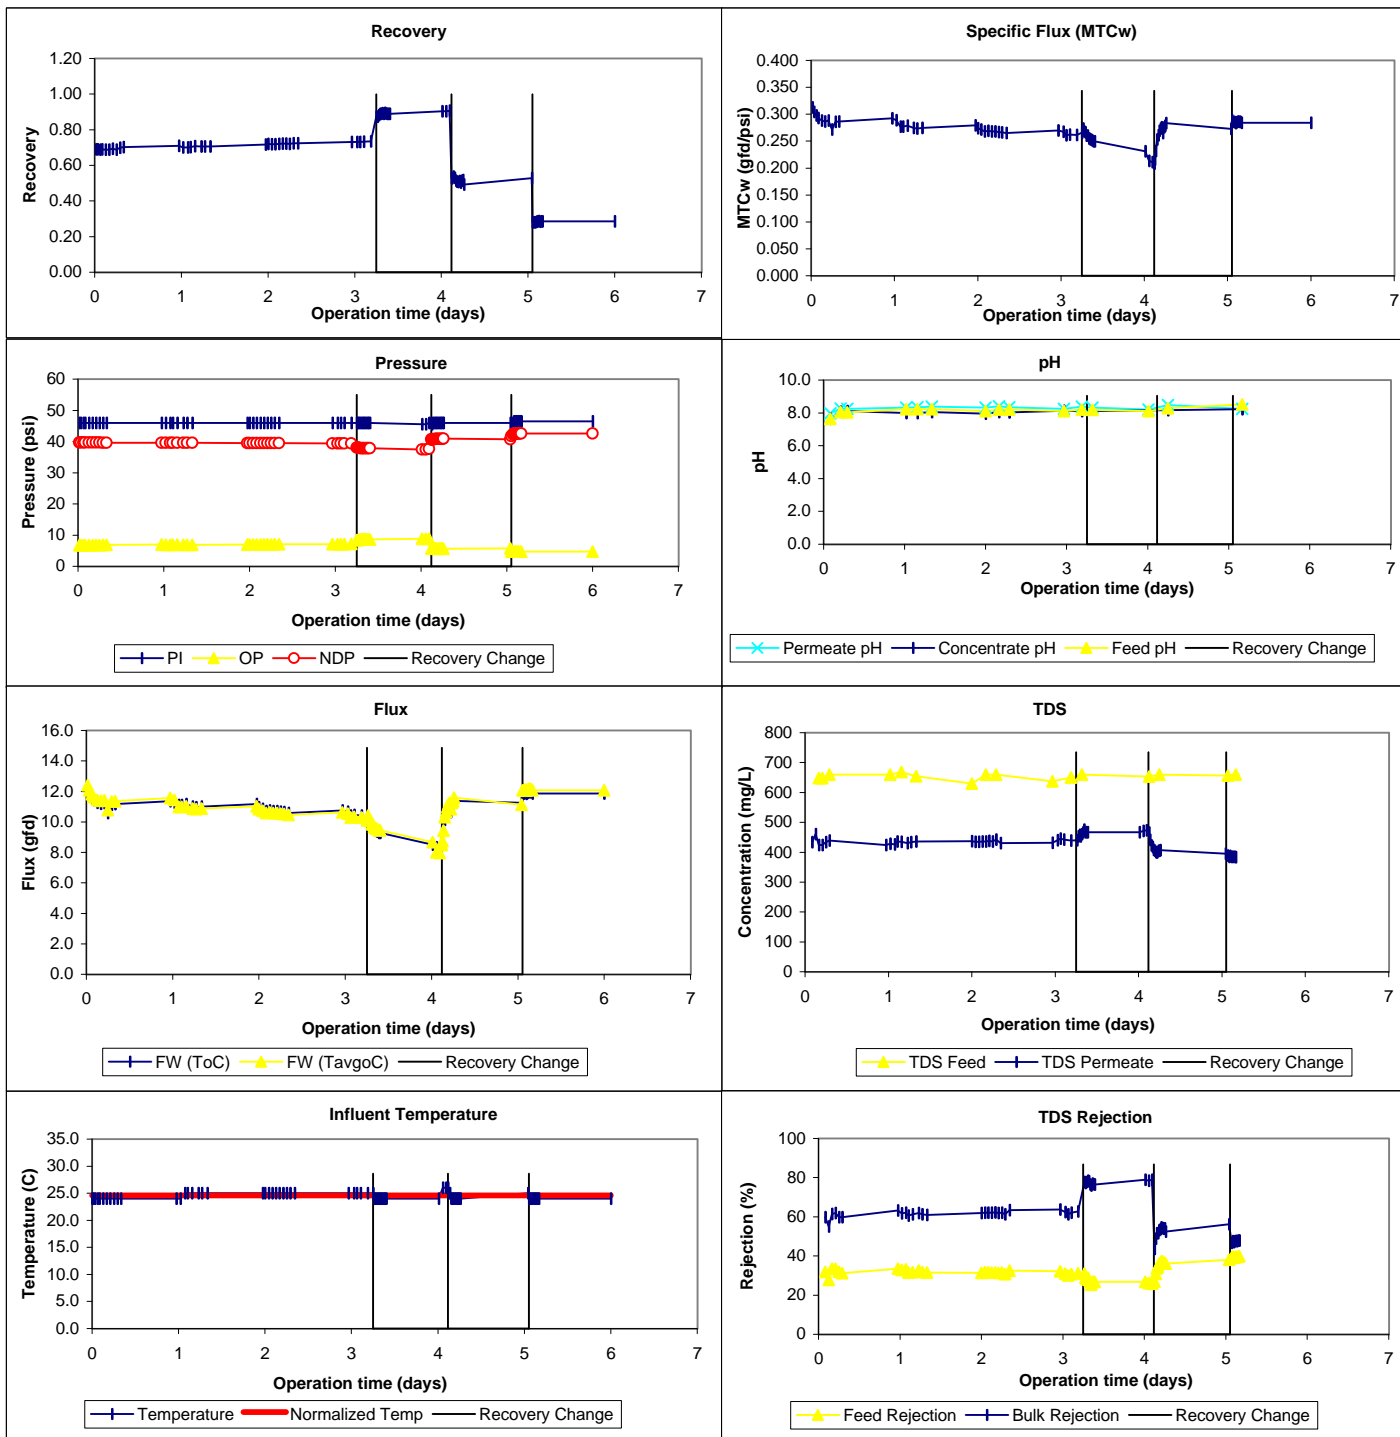 Recovery
1.20
1.00
0.80
0.60
0.40
0.20
0.00
Recovery
0 1 2 3 4 5 6 7
Operation time (days)
Specific Flux (MTCw)
0.400
0.350
0.300
0.250
0.200
0.150
0.100
0.050
0.000
MTCw (gfd/psi)
0 1 2 3 4 5 6 7
Operation time (days)
Pressure
60
50
40
30
20
10
0
Pressure (psi)
0 1 2 3 4 5 6 7
Operation time (days)
PI OP NDP Recovery Change
pH
10.0
8.0
6.0
4.0
2.0
0.0
pH
0 1 2 3 4 5 6 7
Operation time (days)
Permeate pH Concentrate pH Feed pH Recovery Change
Flux
16.0
14.0
12.0
10.0
8.0
6.0
4.0
2.0
0.0
Flux (gfd)
0 1 2 3 4 5 6 7
Operation time (days)
FW (ToC) FW (TavgoC) Recovery Change
TDS
800
700
600
500
400
300
200
100
0
Concentration (mg/L)
0 1 2 3 4 5 6 7
Operation time (days)
TDS Feed TDS Permeate Recovery Change
Influent Temperature
35.0
30.0
25.0
20.0
15.0
10.0
5.0
0.0
Temperature (C)
0 1 2 3 4 5 6 7
Operation time (days)
Temperature Normalized Temp Recovery Change
TDS Rejection
100
80
60
40
20
0
Rejection (%)
0 1 2 3 4 5 6 7
Operation time (days)
Feed Rejection Bulk Rejection Recovery Change